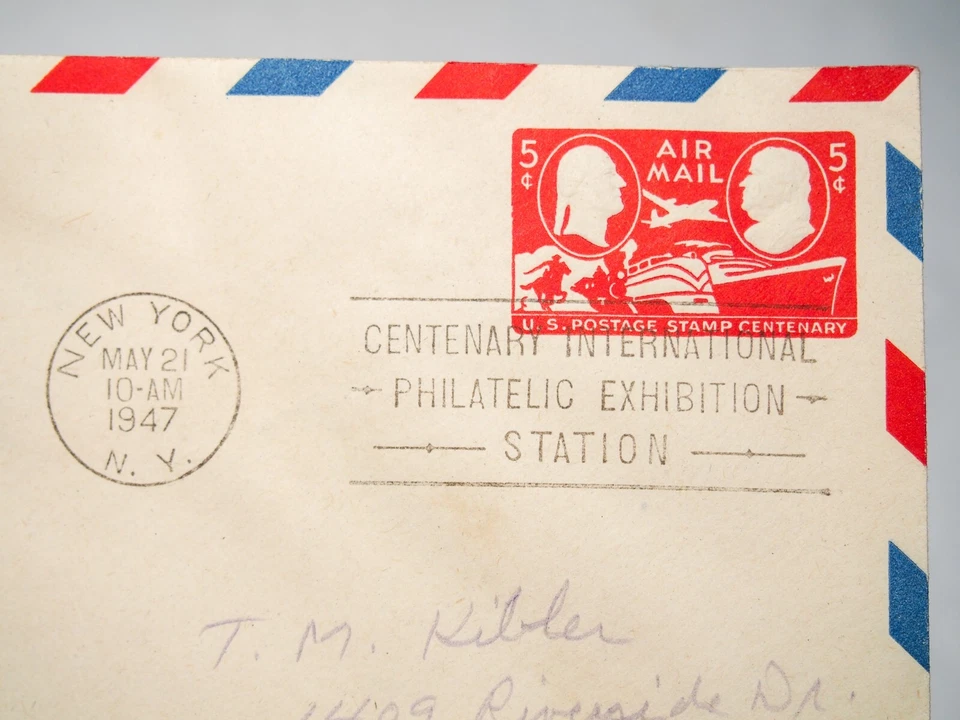 5¢ AIR MAIL 5¢
U. S. POSTAGE STAMP CENTENARY
NEW YORK
MAY 21
10-AM
1947
N. Y.
CENTENARY INTERNATIONAL
PHILATELIC EXHIBITION
STATION
T. M. Kibler
1409 Riverside Dr.